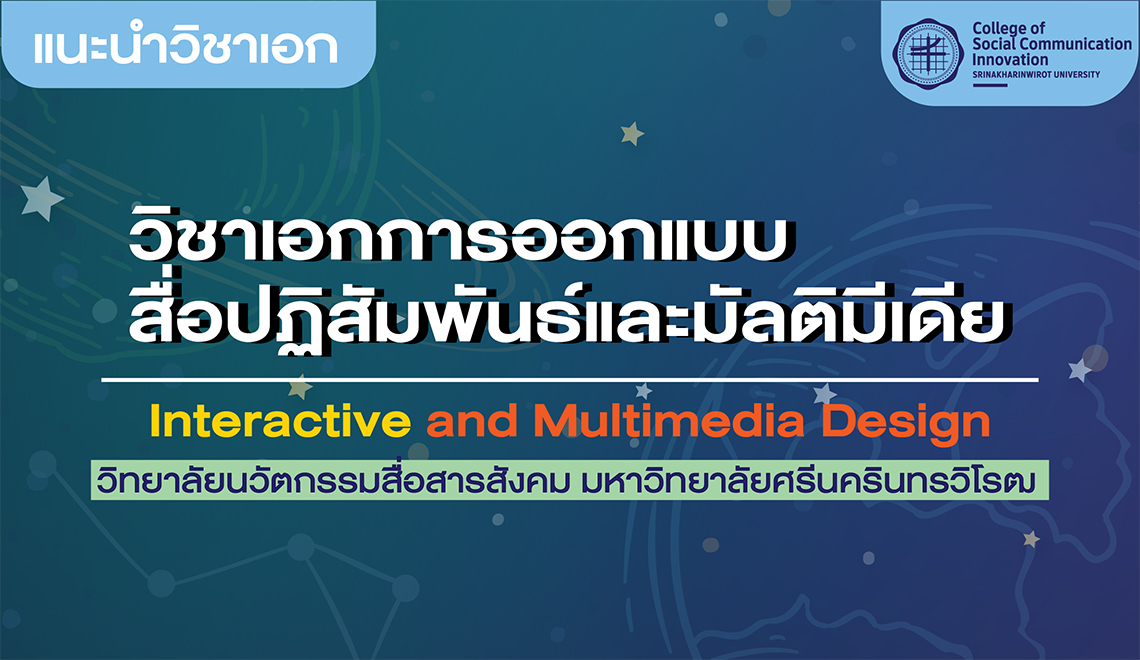 แนะนำวิชาเอก
College of
Social Communication
Innovation
SRINAKHARINWIROT UNIVERSITY
วิชาเอกการออกแบบ
สื่อปฏิสัมพันธ์และมัลติมีเดีย
Interactive and Multimedia Design
วิทยาลัยนวัตกรรมสื่อสารสังคม มหาวิทยาลัยศรีนครินทรวิโรฒ